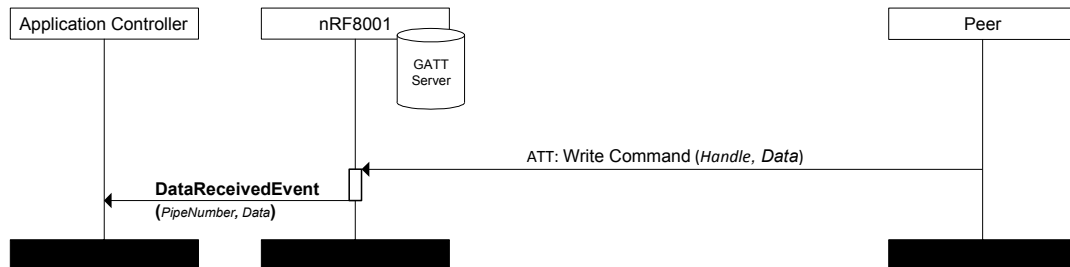 Application Controller
nRF8001
Peer
GATT
Server
ATT: Write Command (Handle, Data)
DataReceivedEvent
(PipeNumber, Data)